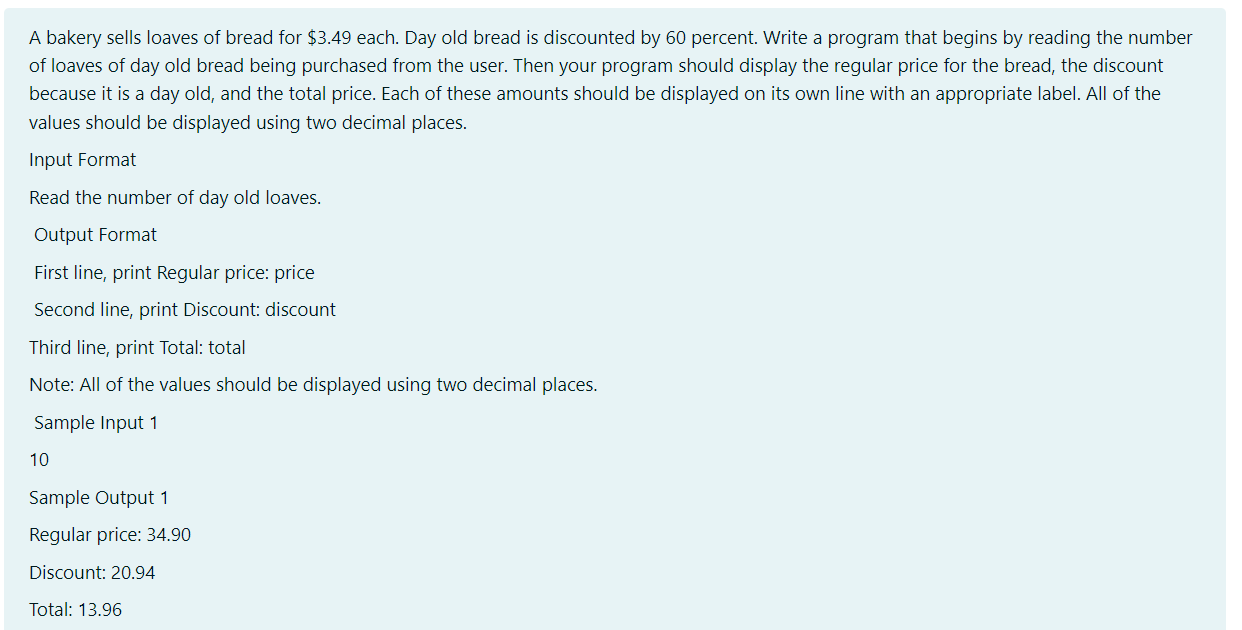 A bakery sells loaves of bread for $3.49 each. Day old bread is discounted by 60 percent. Write a program that begins by reading the number
of loaves of day old bread being purchased from the user. Then your program should display the regular price for the bread, the discount
because it is a day old, and the total price. Each of these amounts should be displayed on its own line with an appropriate label. All of the
values should be displayed using two decimal places.
Input Format
Read the number of day old loaves.
Output Format
First line, print Regular price: price
Second line, print Discount: discount
Third line, print Total: total
Note: All of the values should be displayed using two decimal places.
Sample Input 1
10
Sample Output 1
Regular price: 34.90
Discount: 20.94
Total: 13.96